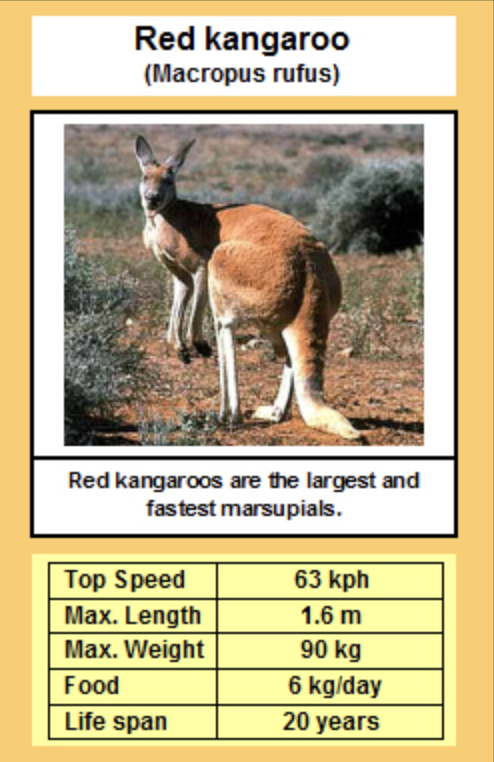 Red kangaroo
(Macropus rufus)
Red kangaroos are the largest and
fastest marsupials.
Top Speed 63 kph
Max. Length 1.6 m
Max. Weight 90 kg
Food 6 kg/day
Life span 20 years